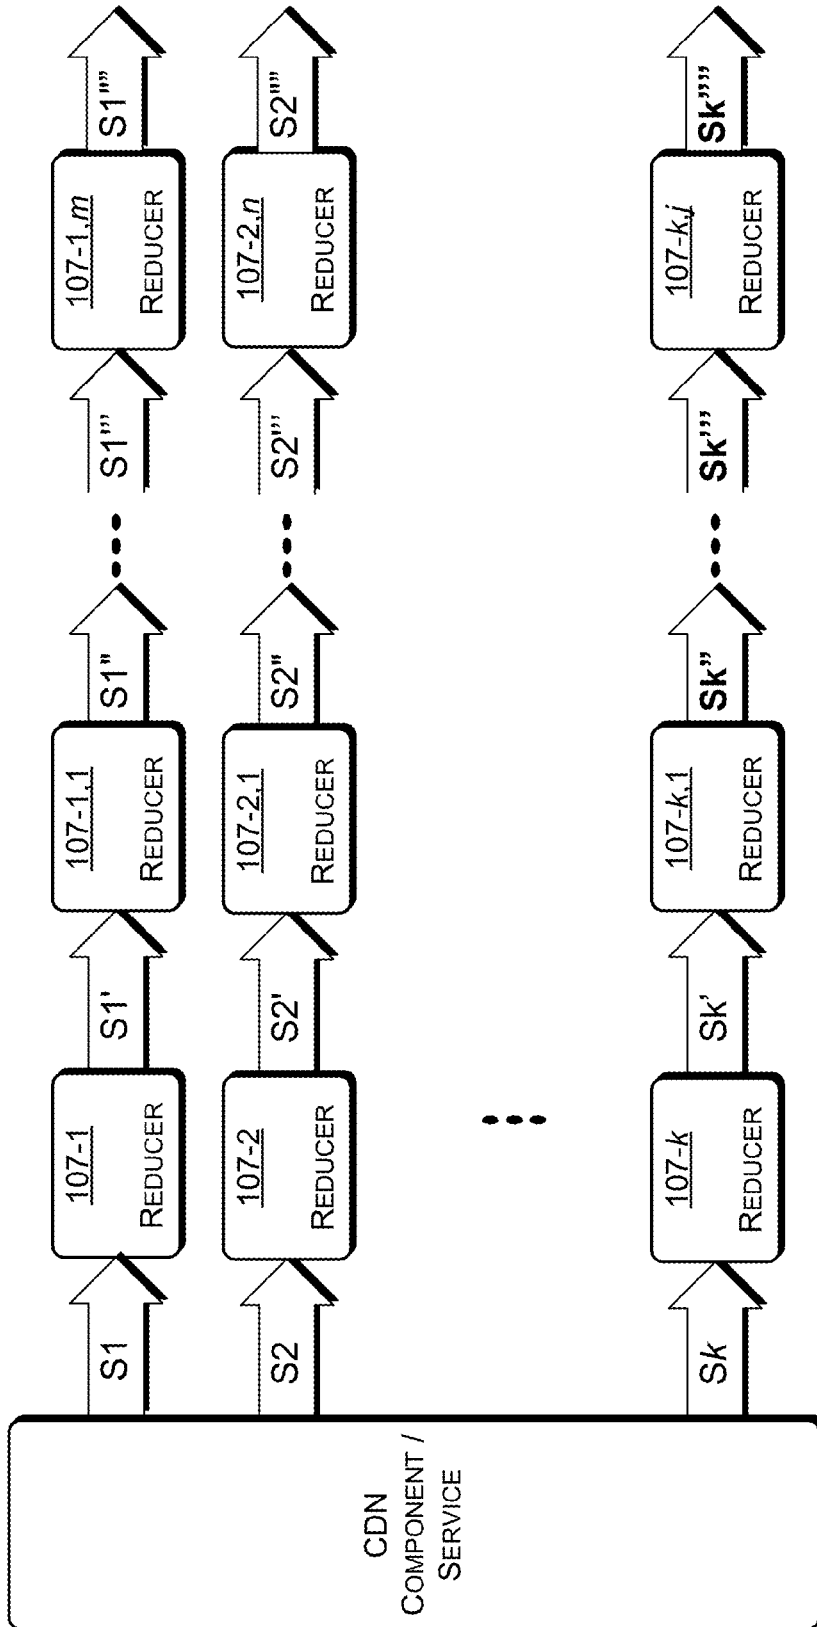 CDN
COMPONENT /
SERVICE
S1
107-1
REDUCER
S1'
107-1,1
REDUCER
S1"
S1"'
107-1,m
REDUCER
S1""
S2
107-2
REDUCER
S2'
107-2,1
REDUCER
S2"
S2"'
107-2,n
REDUCER
S2""
Sk
107-k
REDUCER
Sk'
107-k,1
REDUCER
Sk”
Sk”’
107-k,j
REDUCER
Sk””